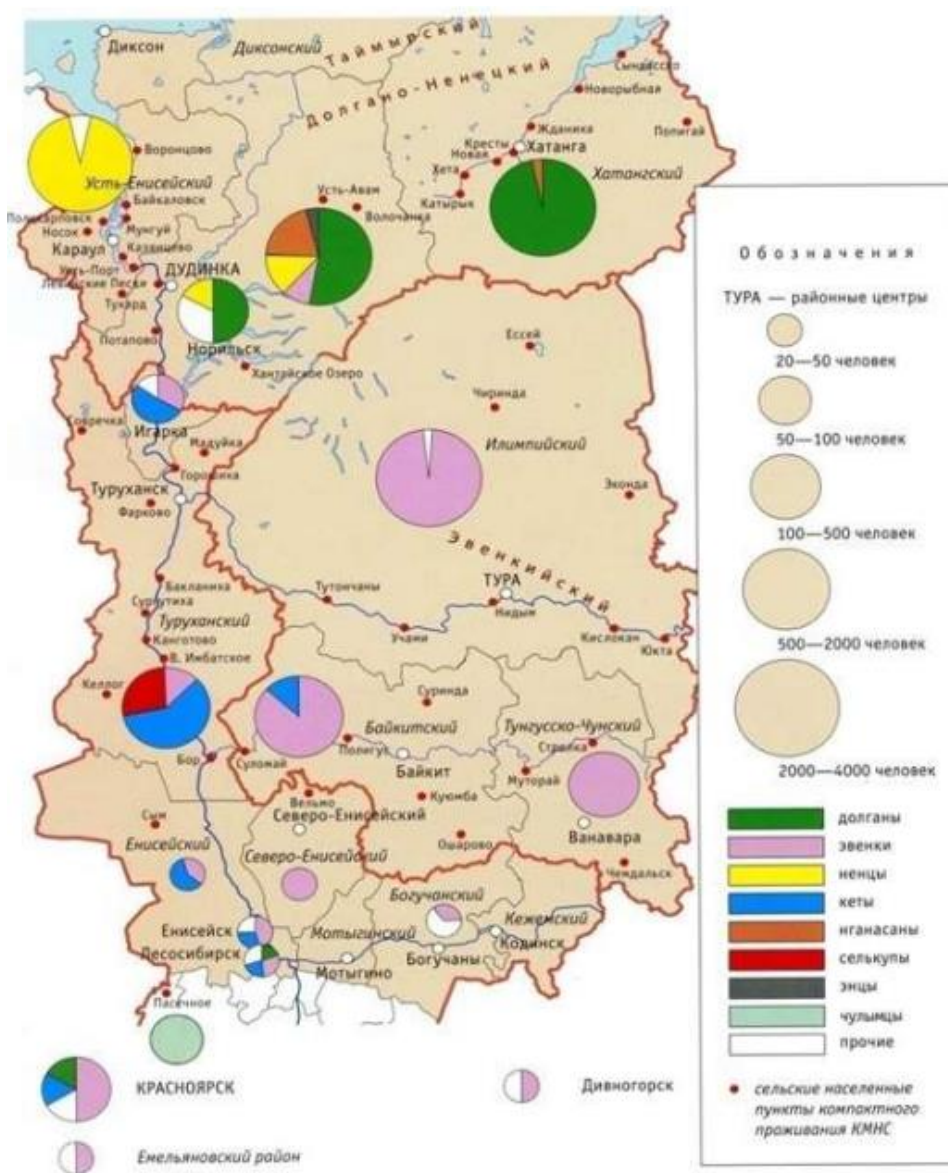 Диксон
Диксонский
Таймырский
Долгано-Ненецкий
Сындасско
Новорыбная
Попигай
Жданиха
Кресты
Хатанга
Новая
Хета
Хатангский
Катырык
Воронцово
Усть-Енисейский
Усть-Авам
Волочанка
Байкаловск
Поликарповск
Мунгуй
Носок
Казанцево
Караул
Усть-Порт
ДУДИНКА
Левинские Пески
Тухард
Потапово
Норильск
Хантайское Озеро
Ессей
Чиринда
Илимпийский
Эконда
Эвенкийский
Советская Речка
Игарка
Мадуйка
Горошиха
Туруханск
Фарково
Бакланиха
Сургутиха
Туруханский
Канготово
В. Имбатское
Келлог
Бор
Тутончаны
ТУРА
Нидым
Учами
Кислокан
Юкта
Суринда
Байкитский
Тунгусско-Чунский
Полигус
Суломай
Байкит
Стрелка
Муторай
Куюмба
Ванавара
Ошарово
Чемдальск
Вельмо
Северо-Енисейский
Сым
Енисейский
Северо-Енисейский
Богучанский
Кежемский
Енисейск
Мотыгинский
Лесосибирск
Мотыгино
Богучаны
Кодинск
Пасечное
КРАСНОЯРСК
Дивногорск
Емельяновский район
Обозначения
ТУРА — районные центры
20—50 человек
50—100 человек
100—500 человек
500—2000 человек
2000—4000 человек
долганы
эвенки
ненцы
кеты
нганасаны
селькупы
энцы
чулымцы
прочие
сельские населенные
пункты компактного
проживания КМНС